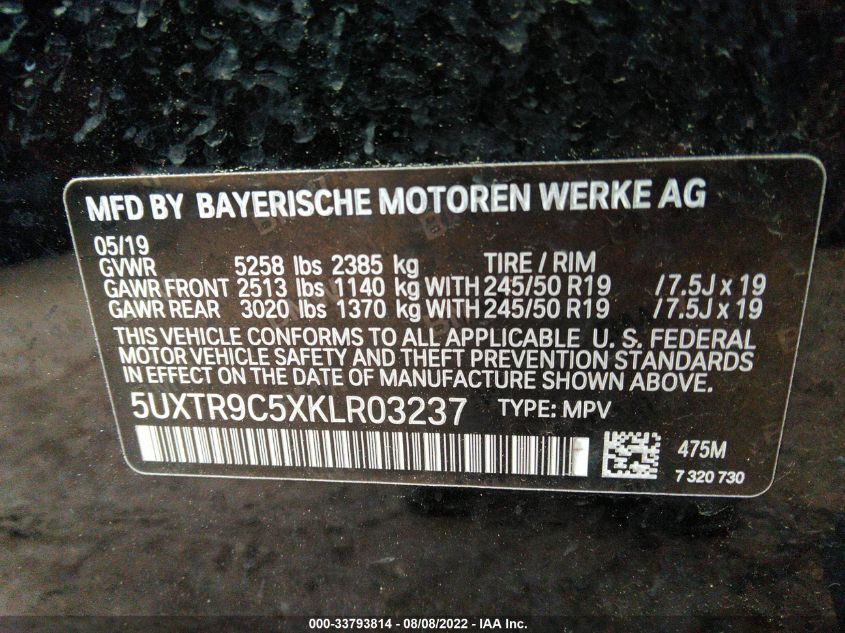 MFD BY BAYERISCHE MOTOREN WERKE AG
05/19
GVWR 5258 lbs 2385 kg TIRE / RIM
GAWR FRONT 2513 lbs 1140 kg WITH 245/50 R19 /7.5J x 19
GAWR REAR 3020 lbs 1370 kg WITH 245/50 R19 /7.5J x 19
THIS VEHICLE CONFORMS TO ALL APPLICABLE U. S. FEDERAL
MOTOR VEHICLE SAFETY AND THEFT PREVENTION STANDARDS
IN EFFECT ON THE DATE OF MANUFACTURE SHOWN ABOVE.
5UXTR9C5XKLR03237 TYPE: MPV
475M
7 320 730
000-33793814 - 08/08/2022 - IAA Inc.